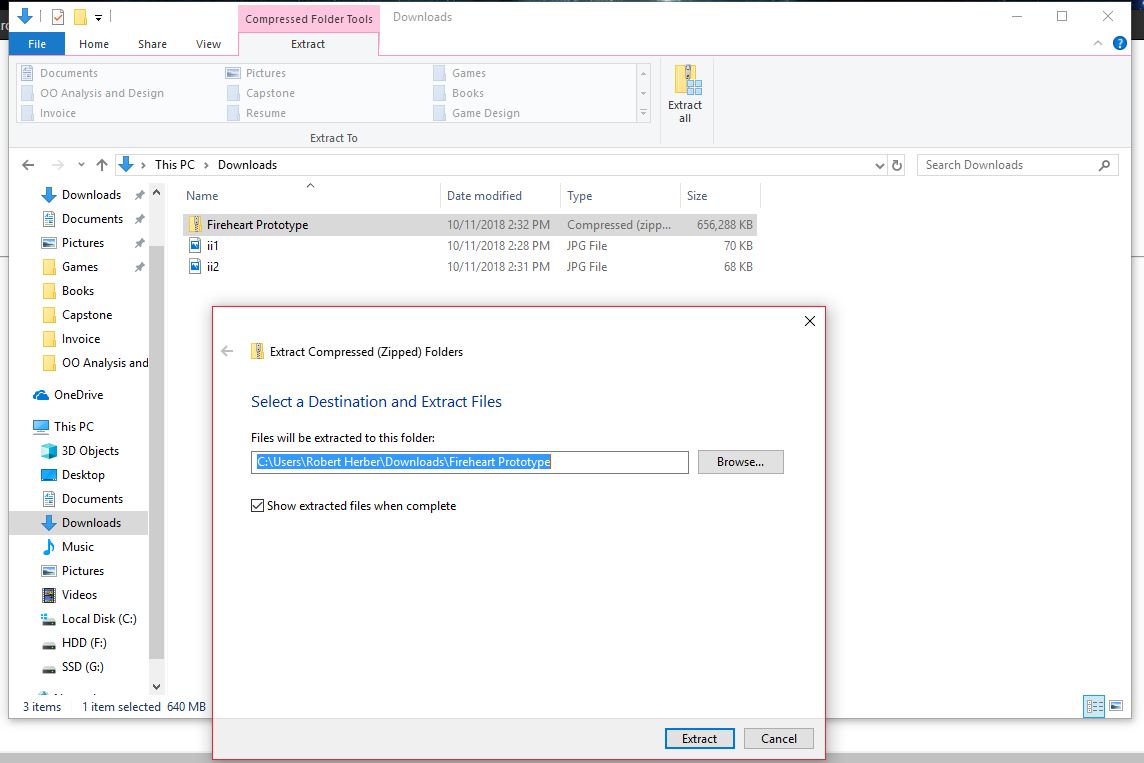 Compressed Folder Tools Downloads
File Home Share View Extract
Documents Pictures Games
OO Analysis and Design Capstone Books
Invoice Resume Game Design
Extract all
Extract To
This PC Downloads Search Downloads
Name Date modified Type Size
Fireheart Prototype 10/11/2018 2:32 PM Compressed (zipp... 656,288 KB
ii1 10/11/2018 2:28 PM JPG File 70 KB
ii2 10/11/2018 2:31 PM JPG File 68 KB
Downloads
Documents
Pictures
Games
Books
Capstone
Invoice
OO Analysis and
OneDrive
This PC
3D Objects
Desktop
Documents
Downloads
Music
Pictures
Videos
Local Disk (C:)
HDD (F:)
SSD (G:)
3 items 1 item selected 640 MB
Extract Compressed (Zipped) Folders
Select a Destination and Extract Files
Files will be extracted to this folder:
C:\Users\Robert Herber\Downloads\Fireheart Prototype
Browse...
Show extracted files when complete
Extract Cancel